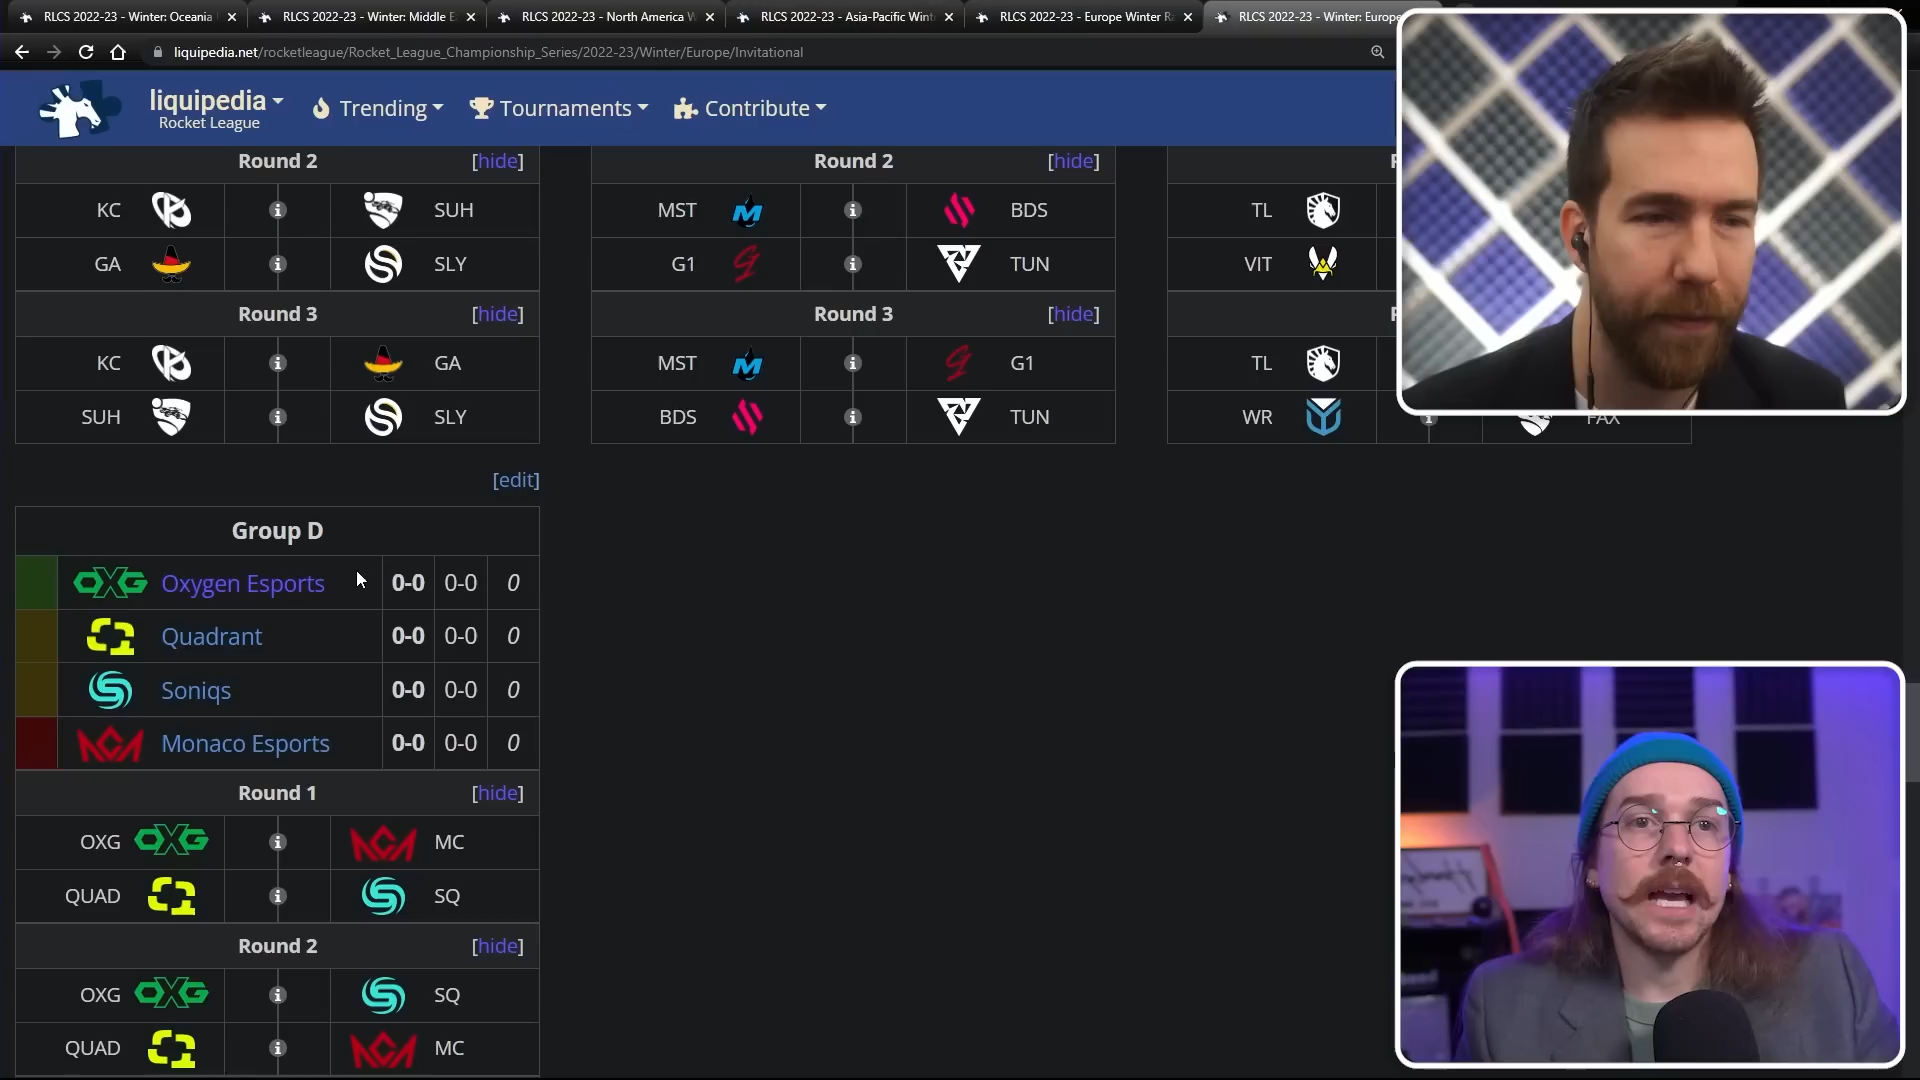 RLCS 2022-23 - Winter: Oceania
RLCS 2022-23 - Winter: Middle E
RLCS 2022-23 - North America W
RLCS 2022-23 - Asia-Pacific Wint
RLCS 2022-23 - Europe Winter R
RLCS 2022-23 - Winter: Europe
liquipedia.net/rocketleague/Rocket_League_Championship_Series/2022-23/Winter/Europe/Invitational
liquipedia
Rocket League
Trending
Tournaments
Contribute
Round 2 [hide]
KC SUH
GA SLY
Round 3 [hide]
KC GA
SUH SLY
Round 2 [hide]
MST BDS
G1 TUN
Round 3 [hide]
MST G1
BDS TUN
TL
VIT
TL
WR FAX
[edit]
Group D
OXG Oxygen Esports 0-0 0-0 0
Quadrant 0-0 0-0 0
Soniqs 0-0 0-0 0
Monaco Esports 0-0 0-0 0
Round 1 [hide]
OXG OXG MC
QUAD SQ
Round 2 [hide]
OXG OXG SQ
QUAD MC